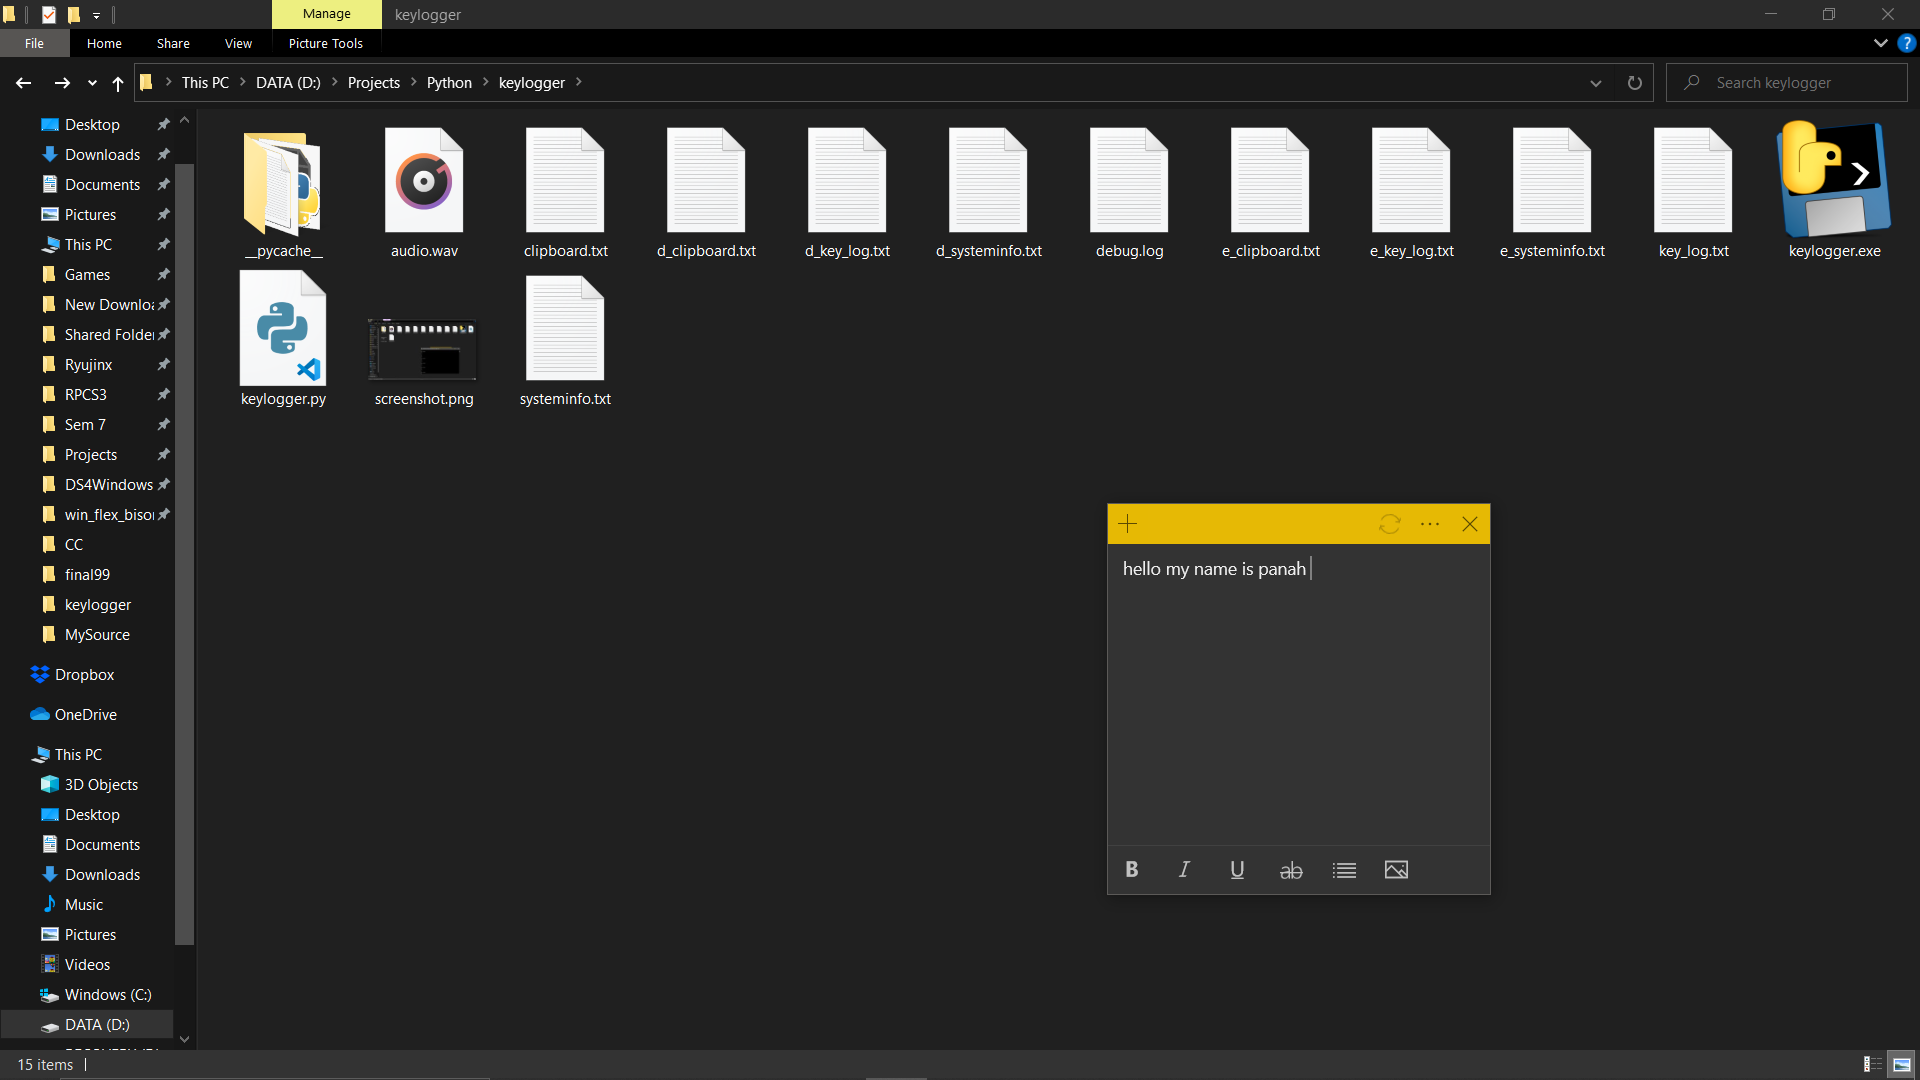 Manage
keylogger
File
Home
Share
View
Picture Tools
This PC
DATA (D:)
Projects
Python
keylogger
Search keylogger
Desktop
Downloads
Documents
Pictures
This PC
Games
New Downlo
Shared Folde
Ryujinx
RPCS3
Sem 7
Projects
DS4Windows
win_flex_biso
CC
final99
keylogger
MySource
Dropbox
OneDrive
This PC
3D Objects
Desktop
Documents
Downloads
Music
Pictures
Videos
Windows (C:)
DATA (D:)
__pycache__
audio.wav
clipboard.txt
d_clipboard.txt
d_key_log.txt
d_systeminfo.txt
debug.log
e_clipboard.txt
e_key_log.txt
e_systeminfo.txt
key_log.txt
keylogger.exe
keylogger.py
screenshot.png
systeminfo.txt
hello my name is panah
B I U ab
15 items